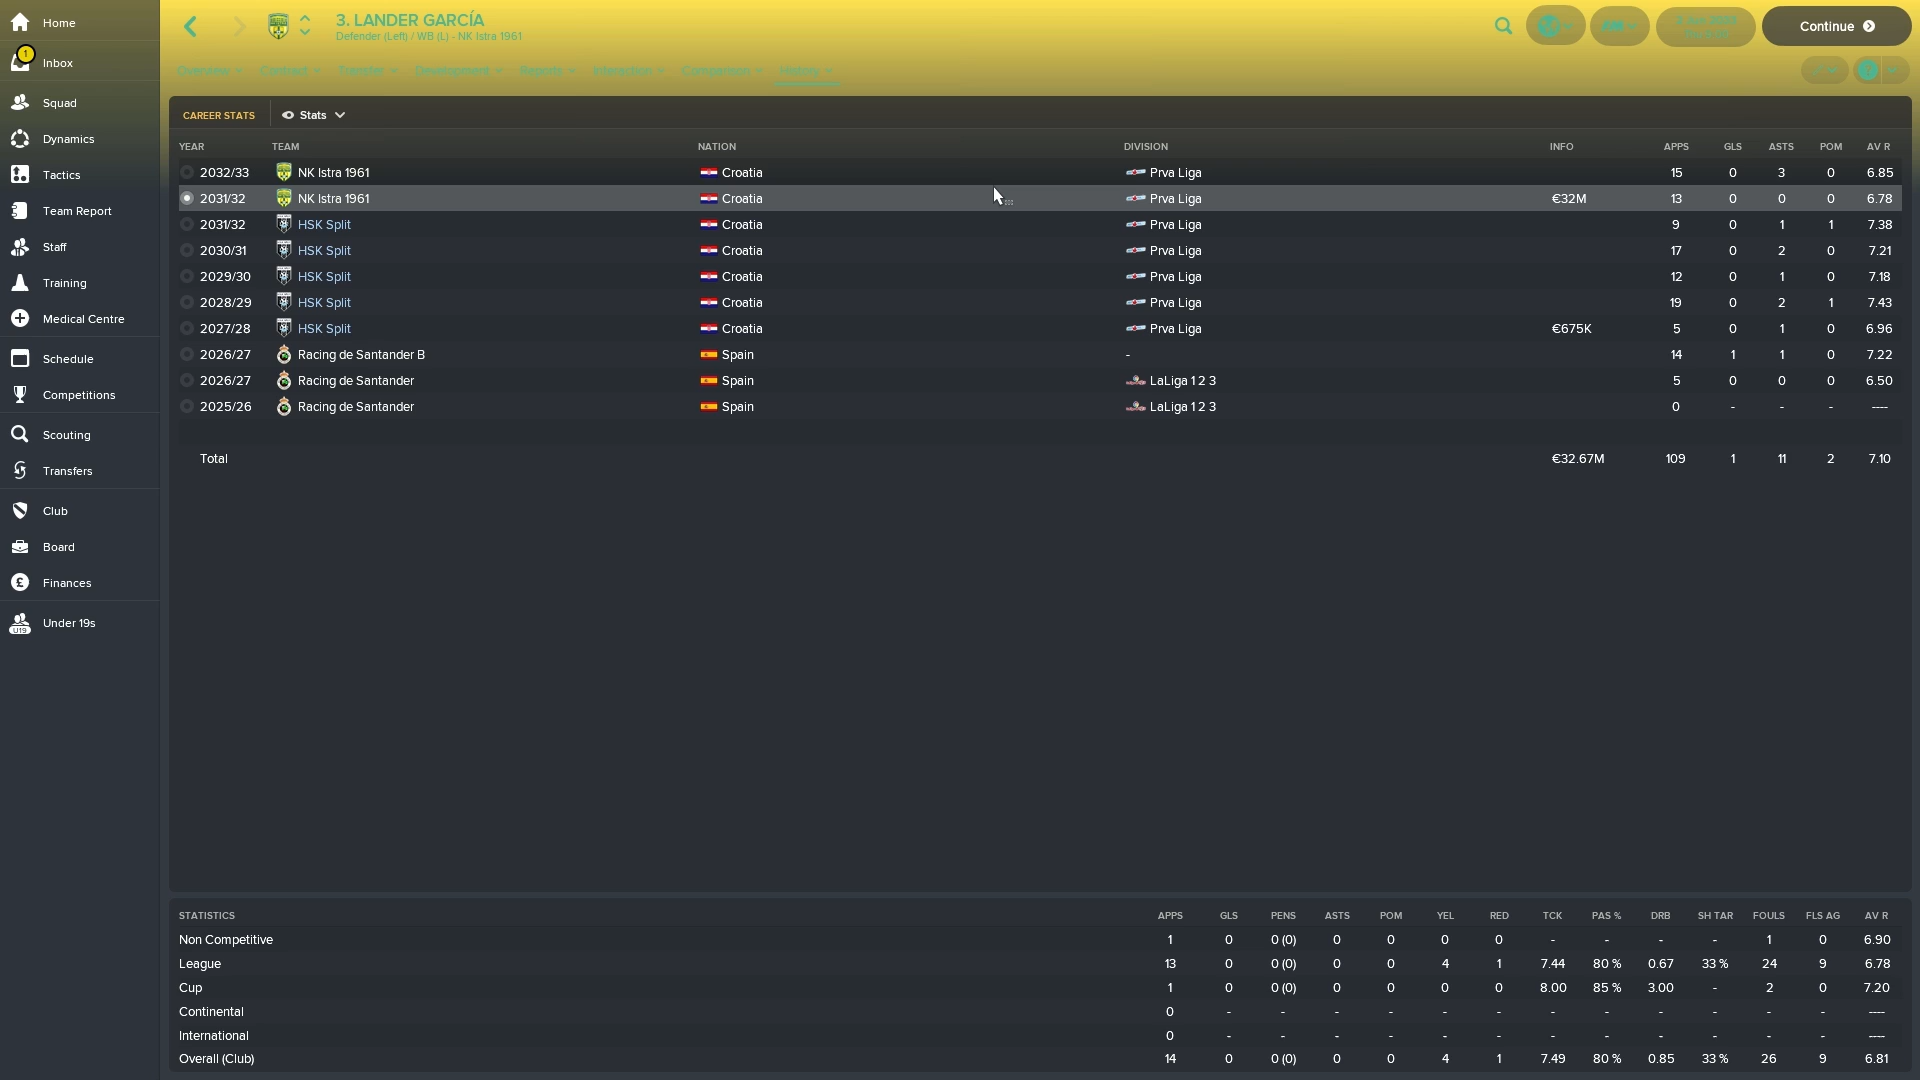 Home
3. LANDER GARCÍA
Defender (Left) / WB (L) - NK Istra 1961
Continue
1
Inbox
Overview Contract Transfer Development Reports Interaction Comparison History
Squad
Dynamics
Tactics
Team Report
Staff
Training
Medical Centre
Schedule
Competitions
Scouting
Transfers
Club
Board
Finances
U19 Under 19s
CAREER STATS Stats
YEAR TEAM NATION DIVISION INFO APPS GLS ASTS POM AV R
2032/33 NK Istra 1961 Croatia Prva Liga 15 0 3 0 6.85
2031/32 NK Istra 1961 Croatia Prva Liga €32M 13 0 0 0 6.78
2031/32 HSK Split Croatia Prva Liga 9 0 1 1 7.38
2030/31 HSK Split Croatia Prva Liga 17 0 2 0 7.21
2029/30 HSK Split Croatia Prva Liga 12 0 1 0 7.18
2028/29 HSK Split Croatia Prva Liga 19 0 2 1 7.43
2027/28 HSK Split Croatia Prva Liga €675K 5 0 1 0 6.96
2026/27 Racing de Santander B Spain - 14 1 1 0 7.22
2026/27 Racing de Santander Spain LaLiga 1 2 3 5 0 0 0 6.50
2025/26 Racing de Santander Spain LaLiga 1 2 3 0 - - - ----
Total €32.67M 109 1 11 2 7.10
STATISTICS APPS GLS PENS ASTS POM YEL RED TCK PAS % DRB SH TAR FOULS FLS AG AV R
Non Competitive 1 0 0 (0) 0 0 0 0 - - - - 1 0 6.90
League 13 0 0 (0) 0 0 4 1 7.44 80 % 0.67 33 % 24 9 6.78
Cup 1 0 0 (0) 0 0 0 0 8.00 85 % 3.00 - 2 0 7.20
Continental 0 - - - - - - - - - - - - ----
International 0 - - - - - - - - - - - - ----
Overall (Club) 14 0 0 (0) 0 0 4 1 7.49 80 % 0.85 33 % 26 9 6.81